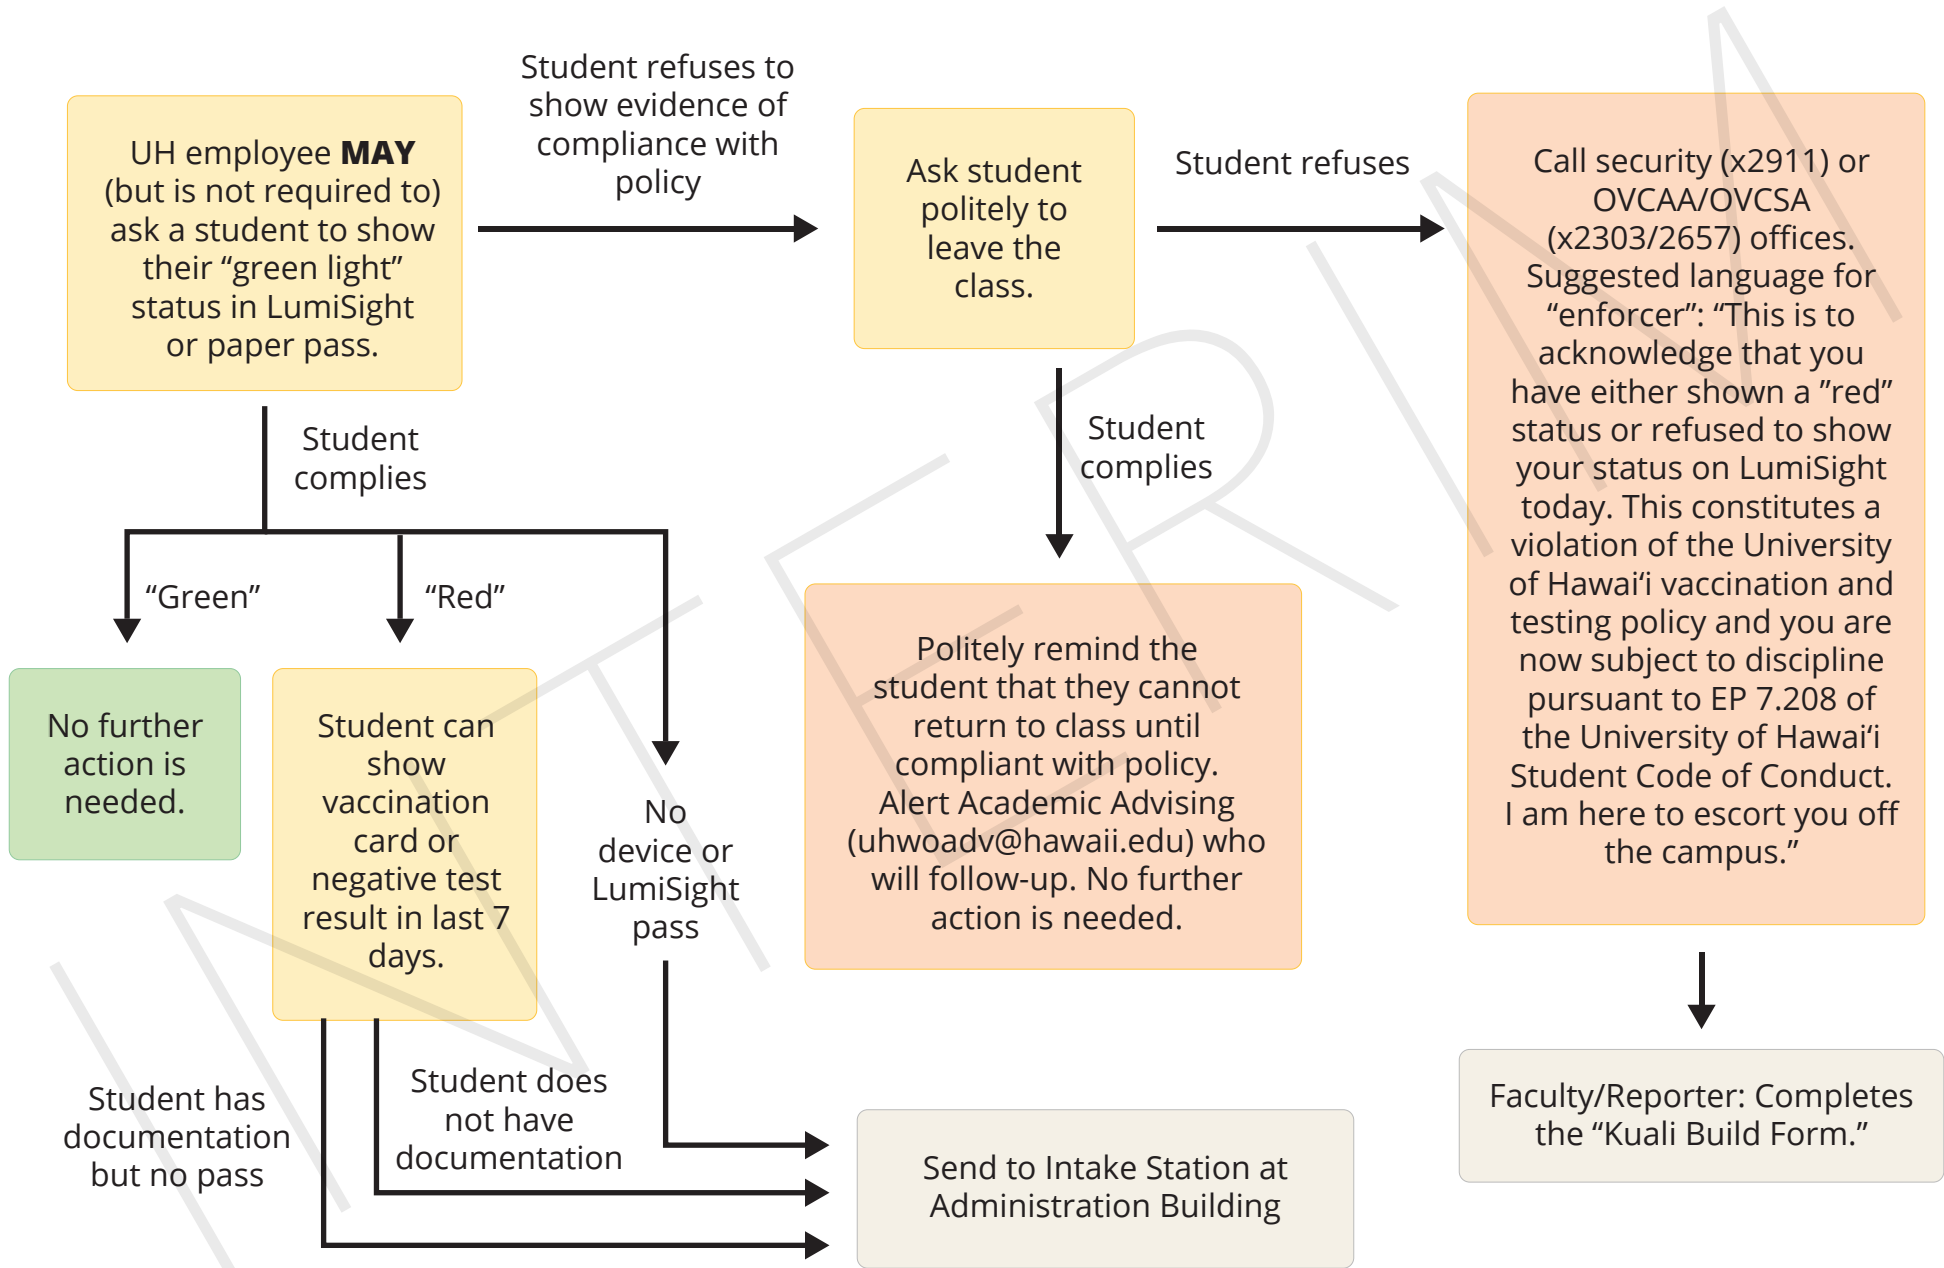 Student refuses to
show evidence of
compliance with
policy
UH employee MAY
(but is not required to)
ask a student to show
their “green light”
status in LumiSight
or paper pass.
Ask student
politely to
leave the
class.
Student refuses
Call security (x2911) or
OVCAA/OVCSA
(x2303/2657) offices.
Suggested language for
“enforcer”: “This is to
acknowledge that you
have either shown a ”red”
status or refused to show
your status on LumiSight
today. This constitutes a
violation of the University
of Hawai‘i vaccination and
testing policy and you are
now subject to discipline
pursuant to EP 7.208 of
the University of Hawai‘i
Student Code of Conduct.
I am here to escort you off
the campus.”
Student
complies
Student
complies
“Green”
“Red”
No further
action is
needed.
Student can
show
vaccination
card or
negative test
result in last 7
days.
No
device or
LumiSight
pass
Politely remind the
student that they cannot
return to class until
compliant with policy.
Alert Academic Advising
(uhwoadv@hawaii.edu) who
will follow-up. No further
action is needed.
Student has
documentation
but no pass
Student does
not have
documentation
Send to Intake Station at
Administration Building
Faculty/Reporter: Completes
the “Kuali Build Form.”
INTERIM